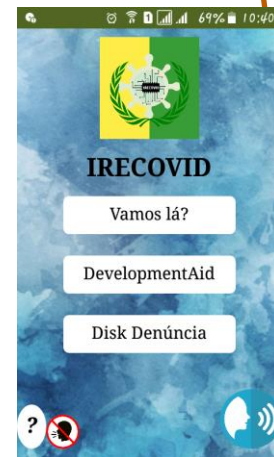 69% 10:40
IRECOVID
Vamos lá?
DevelopmentAid
Disk Denúncia
?